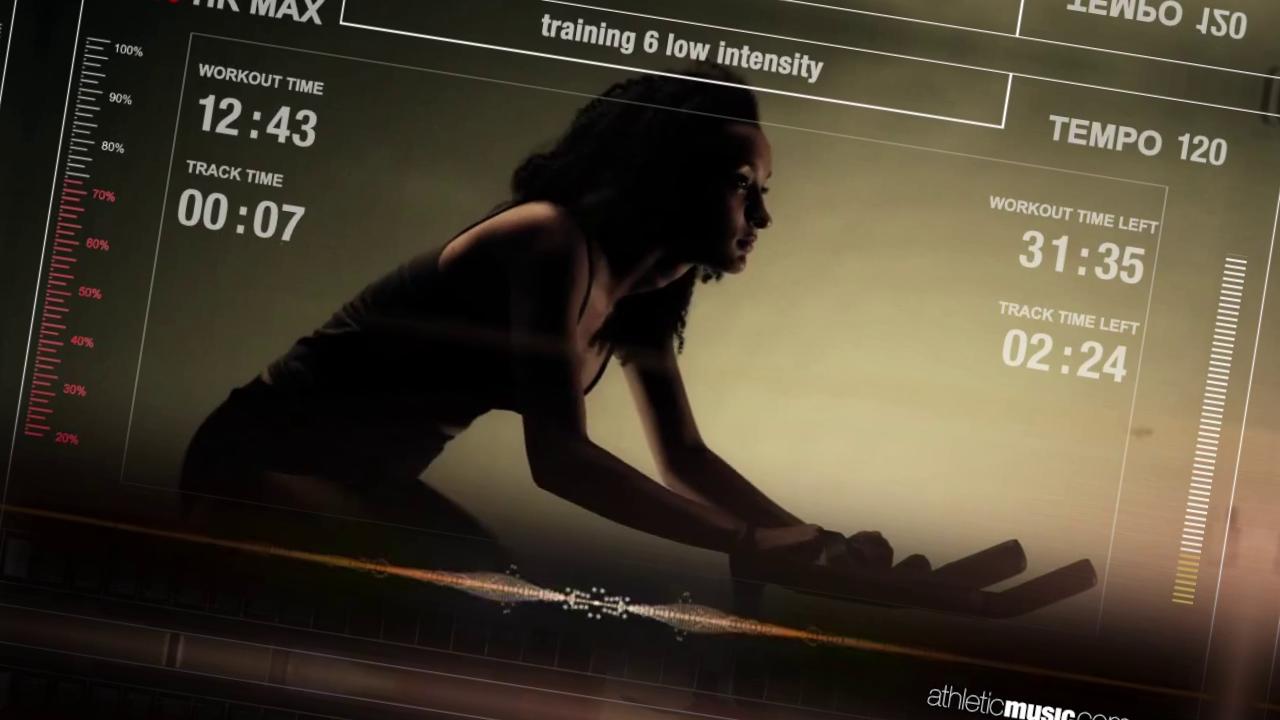 HR MAX
training 6 low intensity
TEMPO 120
TEMPO 120
100%
90%
80%
70%
60%
50%
40%
30%
20%
WORKOUT TIME
12:43
TRACK TIME
00:07
WORKOUT TIME LEFT
31:35
TRACK TIME LEFT
02:24
athleticmusic.com